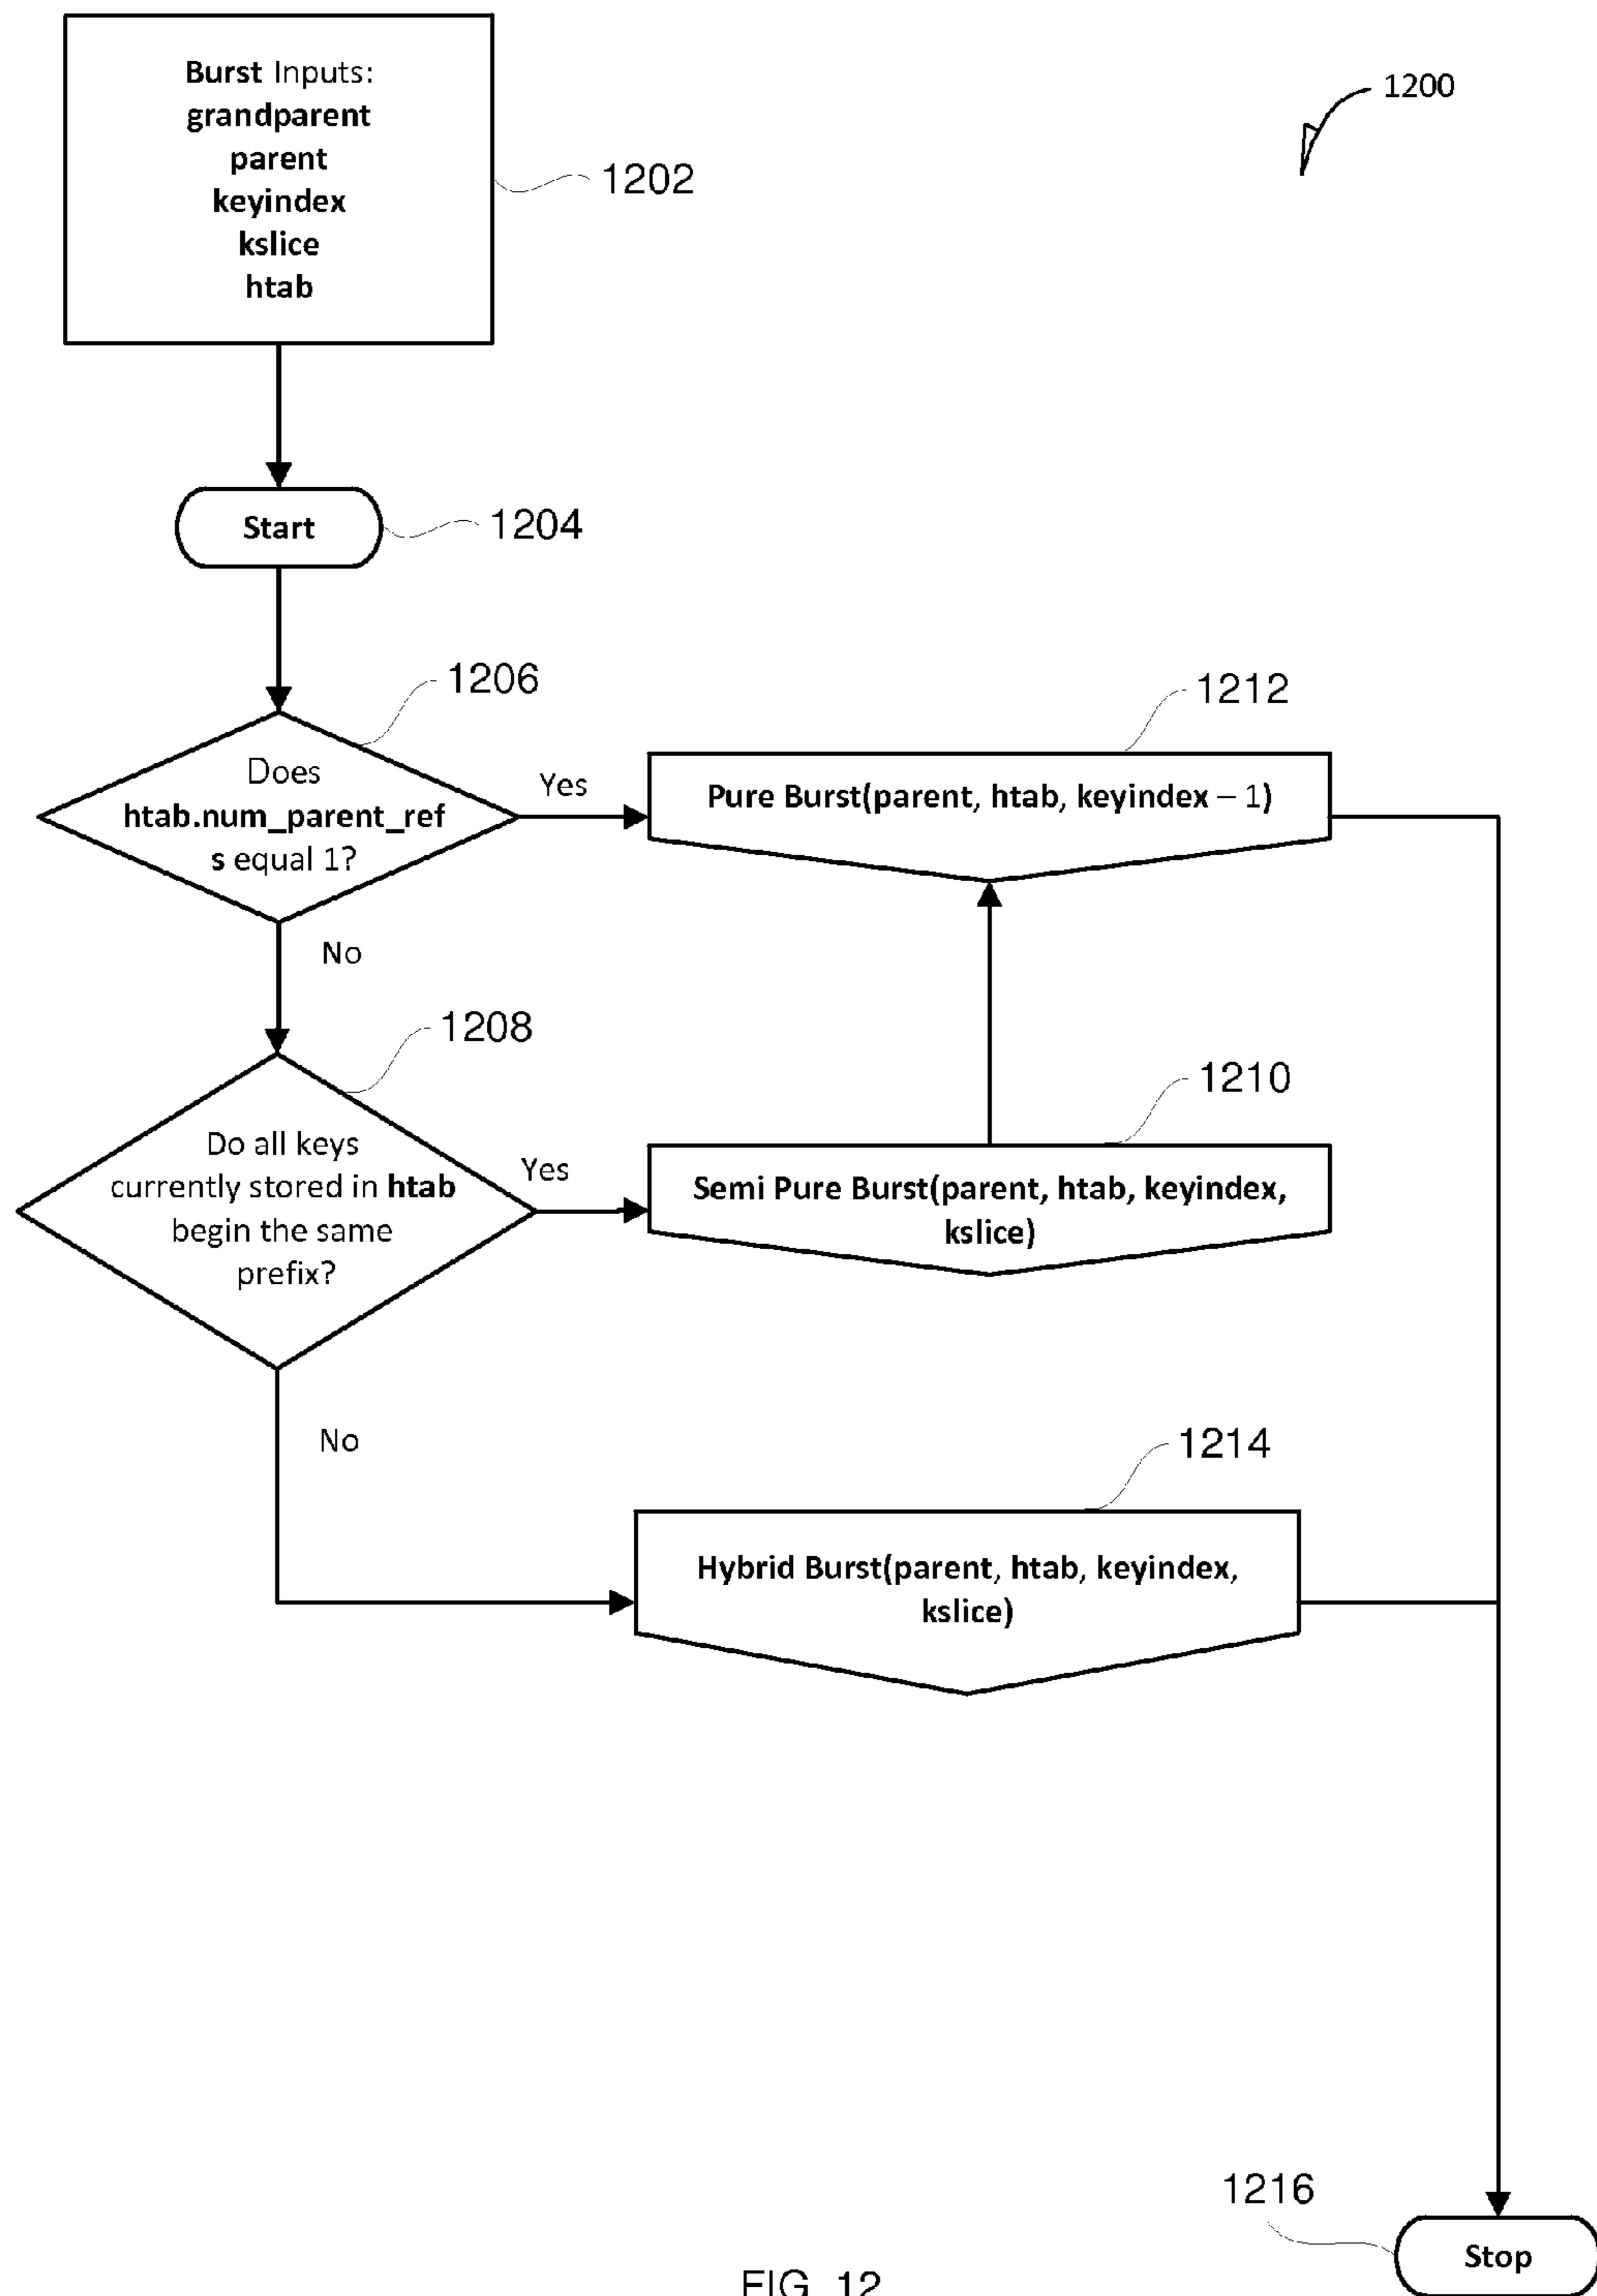 Burst Inputs:
grandparent
parent
keyindex
kslice
htab
1200
1202
Start
1204
1206
Does
htab.num_parent_ref
s equal 1?
Yes
No
1212
Pure Burst(parent, htab, keyindex – 1)
1208
Do all keys
currently stored in htab
begin the same
prefix?
Yes
No
1210
Semi Pure Burst(parent, htab, keyindex,
kslice)
1214
Hybrid Burst(parent, htab, keyindex,
kslice)
1216
Stop
FIG. 12